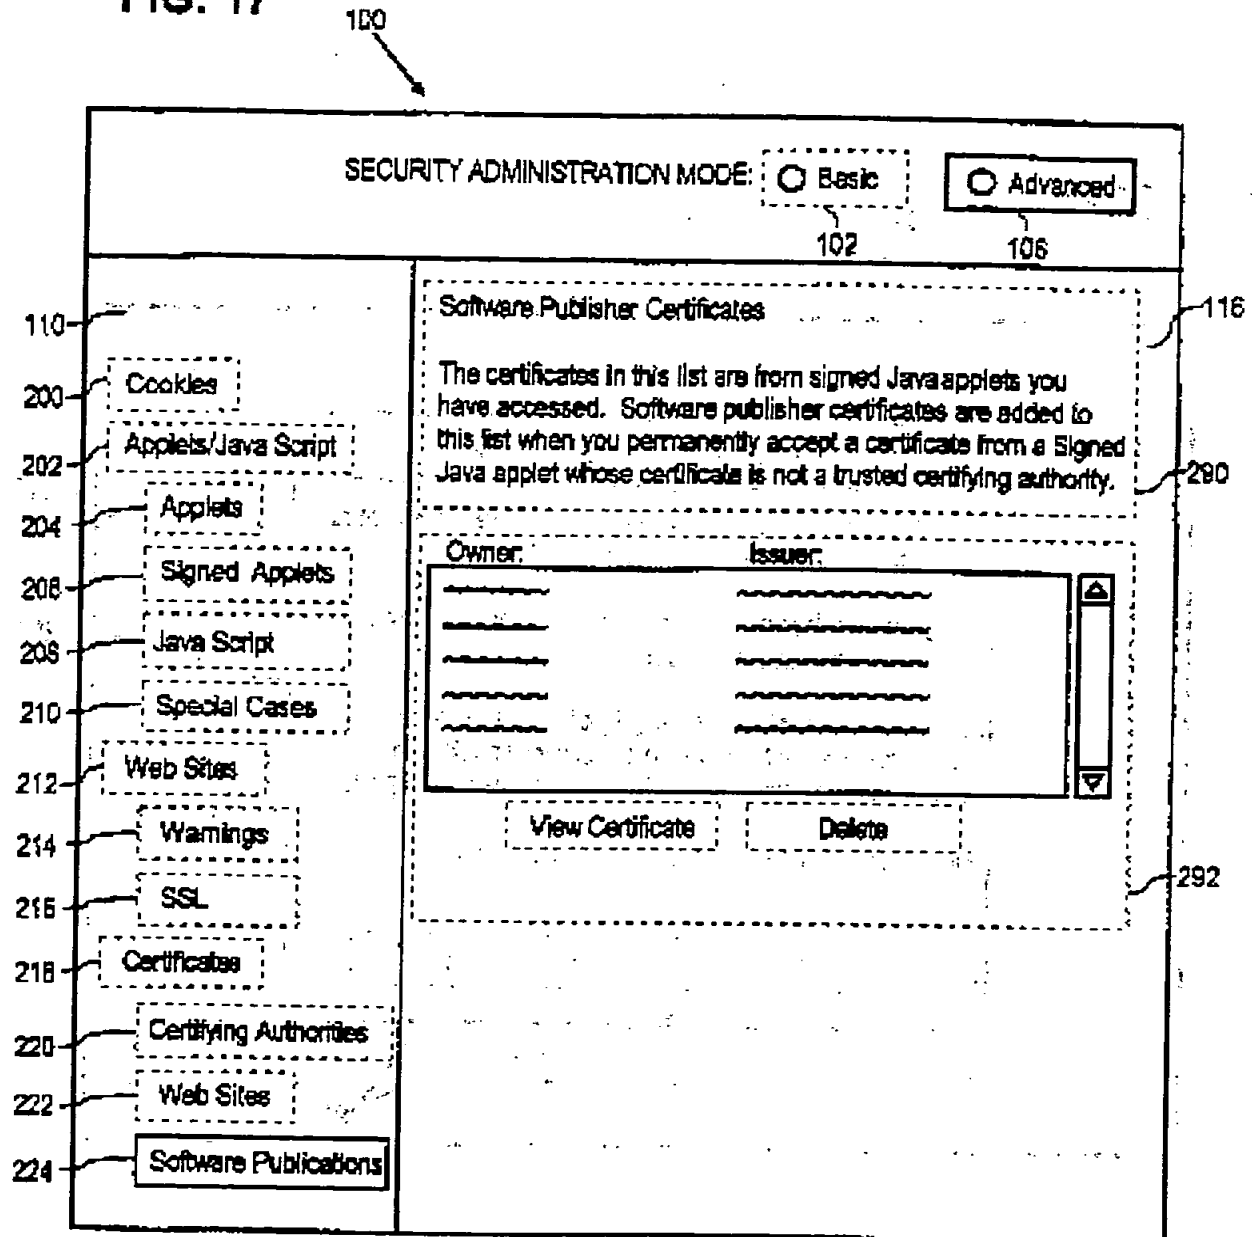 FIG. 17
100
SECURITY ADMINISTRATION MODE: Basic Advanced
102
106
110
116
Software Publisher Certificates
200 Cookies
The certificates in this list are from signed Java applets you
have accessed. Software publisher certificates are added to
this list when you permanently accept a certificate from a Signed
Java applet whose certificate is not a trusted certifying authority.
290
202 Applets/Java Script
204 Applets
206 Signed Applets
208 Java Script
210 Special Cases
212 Web Sites
214 Warnings
216 SSL
218 Certificates
220 Certifying Authorities
222 Web Sites
224 Software Publications
Owner: Issuer:
View Certificate Delete
292